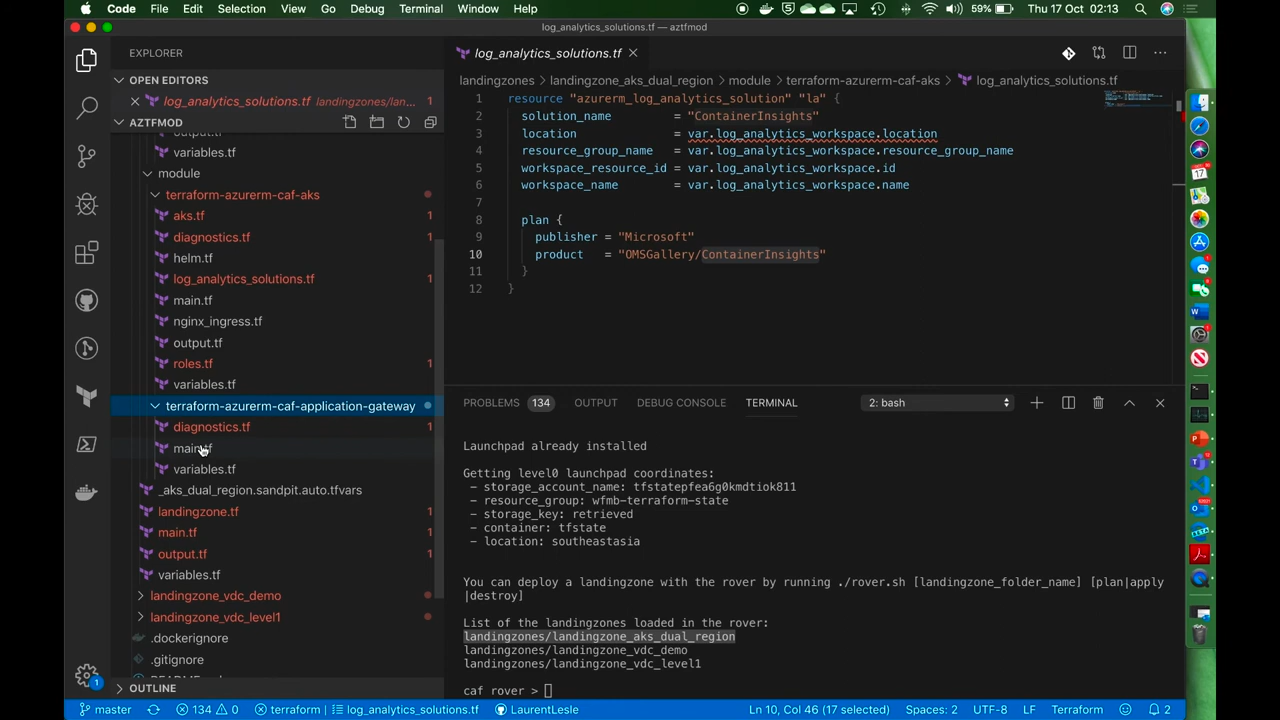 Code File Edit Selection View Go Debug Terminal Window Help 59% Thu 17 Oct 02:13
log_analytics_solutions.tf — aztfmod
EXPLORER
OPEN EDITORS
log_analytics_solutions.tf landingzones/lan... 1
AZTFMOD
output.tf
variables.tf
module
terraform-azurerm-caf-aks
aks.tf 1
diagnostics.tf 1
helm.tf
log_analytics_solutions.tf 1
main.tf
nginx_ingress.tf
output.tf
roles.tf 1
variables.tf
terraform-azurerm-caf-application-gateway
diagnostics.tf 1
main.tf
variables.tf
_aks_dual_region.sandpit.auto.tfvars
landingzone.tf 1
main.tf 1
output.tf 1
variables.tf
landingzone_vdc_demo
landingzone_vdc_level1
.dockerignore
.gitignore
OUTLINE
log_analytics_solutions.tf
landingzones > landingzone_aks_dual_region > module > terraform-azurerm-caf-aks > log_analytics_solutions.tf
1 resource "azurerm_log_analytics_solution" "la" {
2 solution_name = "ContainerInsights"
3 location = var.log_analytics_workspace.location
4 resource_group_name = var.log_analytics_workspace.resource_group_name
5 workspace_resource_id = var.log_analytics_workspace.id
6 workspace_name = var.log_analytics_workspace.name
7
8 plan {
9 publisher = "Microsoft"
10 product = "OMSGallery/ContainerInsights"
11 }
12 }
PROBLEMS 134 OUTPUT DEBUG CONSOLE TERMINAL 2: bash
Launchpad already installed
Getting level0 launchpad coordinates:
- storage_account_name: tfstatepfea6g0kmdtiok811
- resource_group: wfmb-terraform-state
- storage_key: retrieved
- container: tfstate
- location: southeastasia
You can deploy a landingzone with the rover by running ./rover.sh [landingzone_folder_name] [plan|apply
|destroy]
List of the landingzones loaded in the rover:
landingzones/landingzone_aks_dual_region
landingzones/landingzone_vdc_demo
landingzones/landingzone_vdc_level1
caf rover >
1
master 134 0 terraform | log_analytics_solutions.tf LaurentLesle Ln 10, Col 46 (17 selected) Spaces: 2 UTF-8 LF Terraform 2